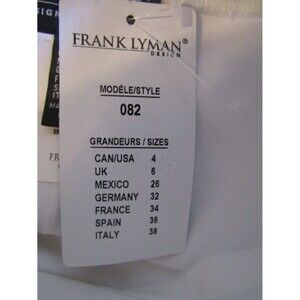 FRANK LYMAN
DESIGN
MODÈLE/STYLE
082
GRANDEURS / SIZES
CAN/USA 4
UK 6
MEXICO 26
GERMANY 32
FRANCE 34
SPAIN 36
ITALY 38